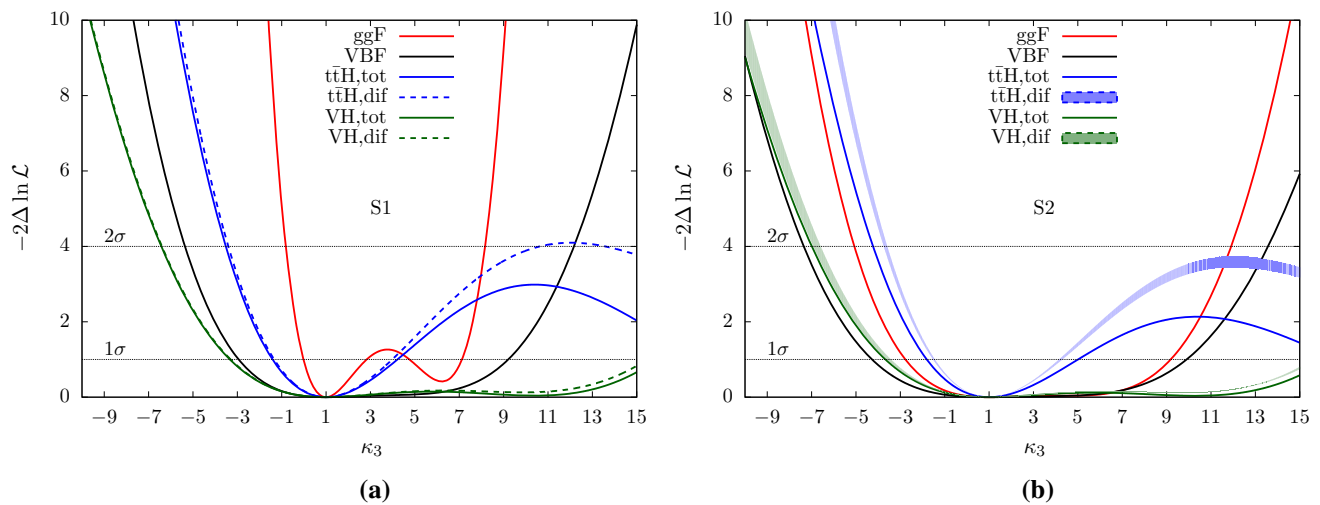 10
8
6
4
2
0
−2Δ ln ℒ
−9 −7 −5 −3 −1 1 3 5 7 9 11 13 15
κ₃
ggF
VBF
tt̄H,tot
tt̄H,dif
VH,tot
VH,dif
S1
2σ
1σ
(a)
10
8
6
4
2
0
−2Δ ln ℒ
−9 −7 −5 −3 −1 1 3 5 7 9 11 13 15
κ₃
ggF
VBF
tt̄H,tot
tt̄H,dif
VH,tot
VH,dif
S2
2σ
1σ
(b)